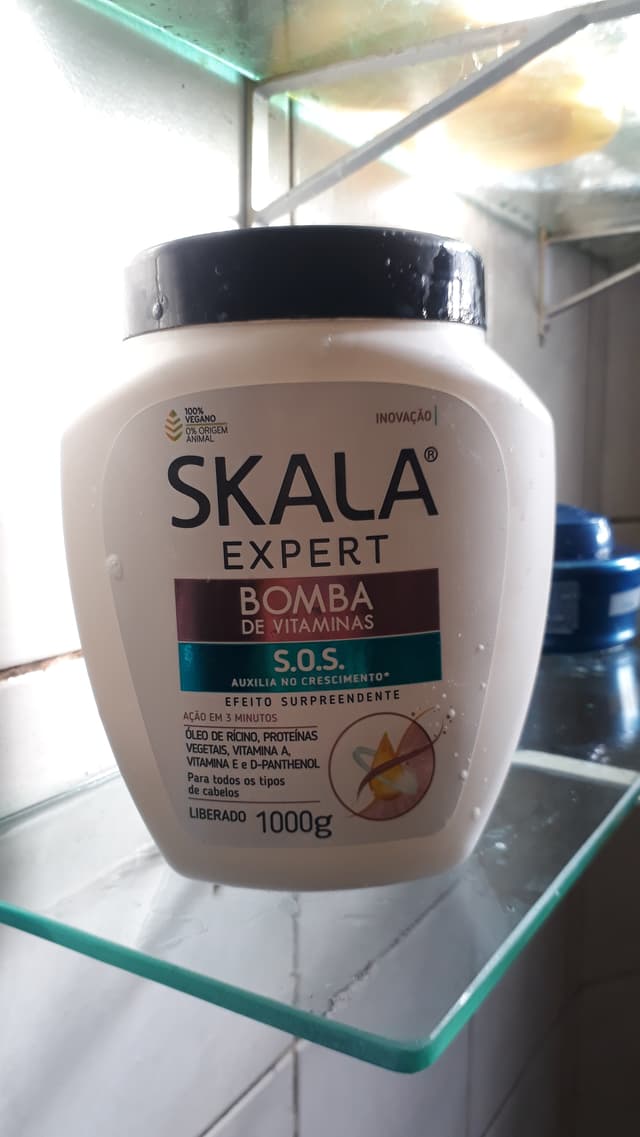 100%
VEGANO
0% ORIGEM
ANIMAL
INOVAÇÃO
SKALA®
EXPERT
BOMBA
DE VITAMINAS
S.O.S.
AUXILIA NO CRESCIMENTO*
EFEITO SURPREENDENTE
AÇÃO EM 3 MINUTOS
ÓLEO DE RÍCINO, PROTEÍNAS
VEGETAIS, VITAMINA A,
VITAMINA E e D-PANTHENOL
Para todos os tipos
de cabelos
LIBERADO 1000g